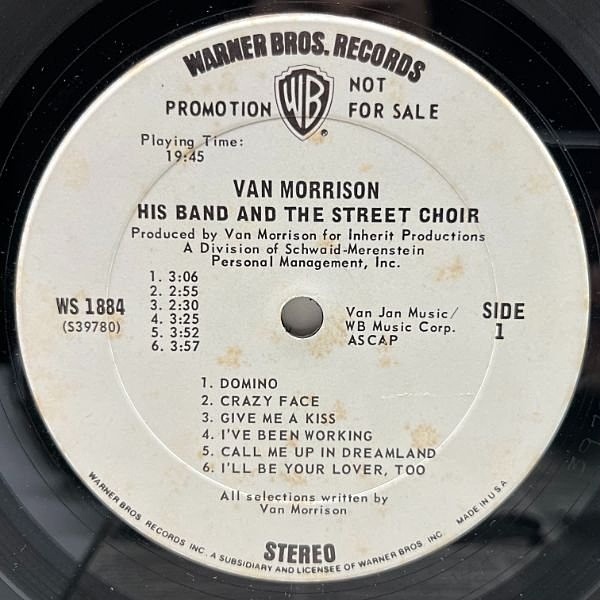 WARNER BROS. RECORDS
PROMOTION WB NOT
FOR SALE
®
Playing Time:
19:45
VAN MORRISON
HIS BAND AND THE STREET CHOIR
Produced by Van Morrison for Inherit Productions
A Division of Schwaid-Merenstein
Personal Management, Inc.
1. 3:06
2. 2:55
3. 2:30
4. 3:25
5. 3:52
6. 3:57
WS 1884
(S39780)
Van Jan Music/
WB Music Corp.
ASCAP
SIDE
1
1. DOMINO
2. CRAZY FACE
3. GIVE ME A KISS
4. I'VE BEEN WORKING
5. CALL ME UP IN DREAMLAND
6. I'LL BE YOUR LOVER, TOO
All selections written by
Van Morrison
STEREO
WARNER BROS. RECORDS INC. A SUBSIDIARY AND LICENSEE OF WARNER BROS. INC. MADE IN U.S.A